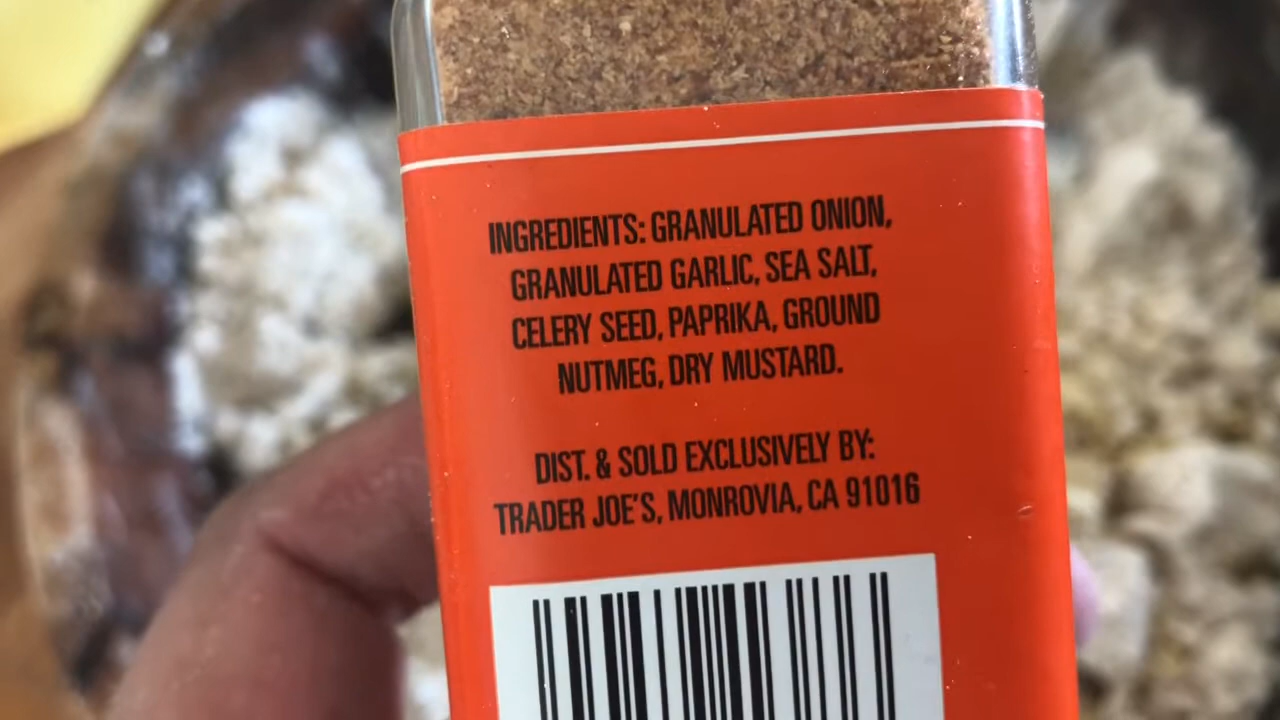 INGREDIENTS: GRANULATED ONION,
GRANULATED GARLIC, SEA SALT,
CELERY SEED, PAPRIKA, GROUND
NUTMEG, DRY MUSTARD.
DIST. & SOLD EXCLUSIVELY BY:
TRADER JOE'S, MONROVIA, CA 91016